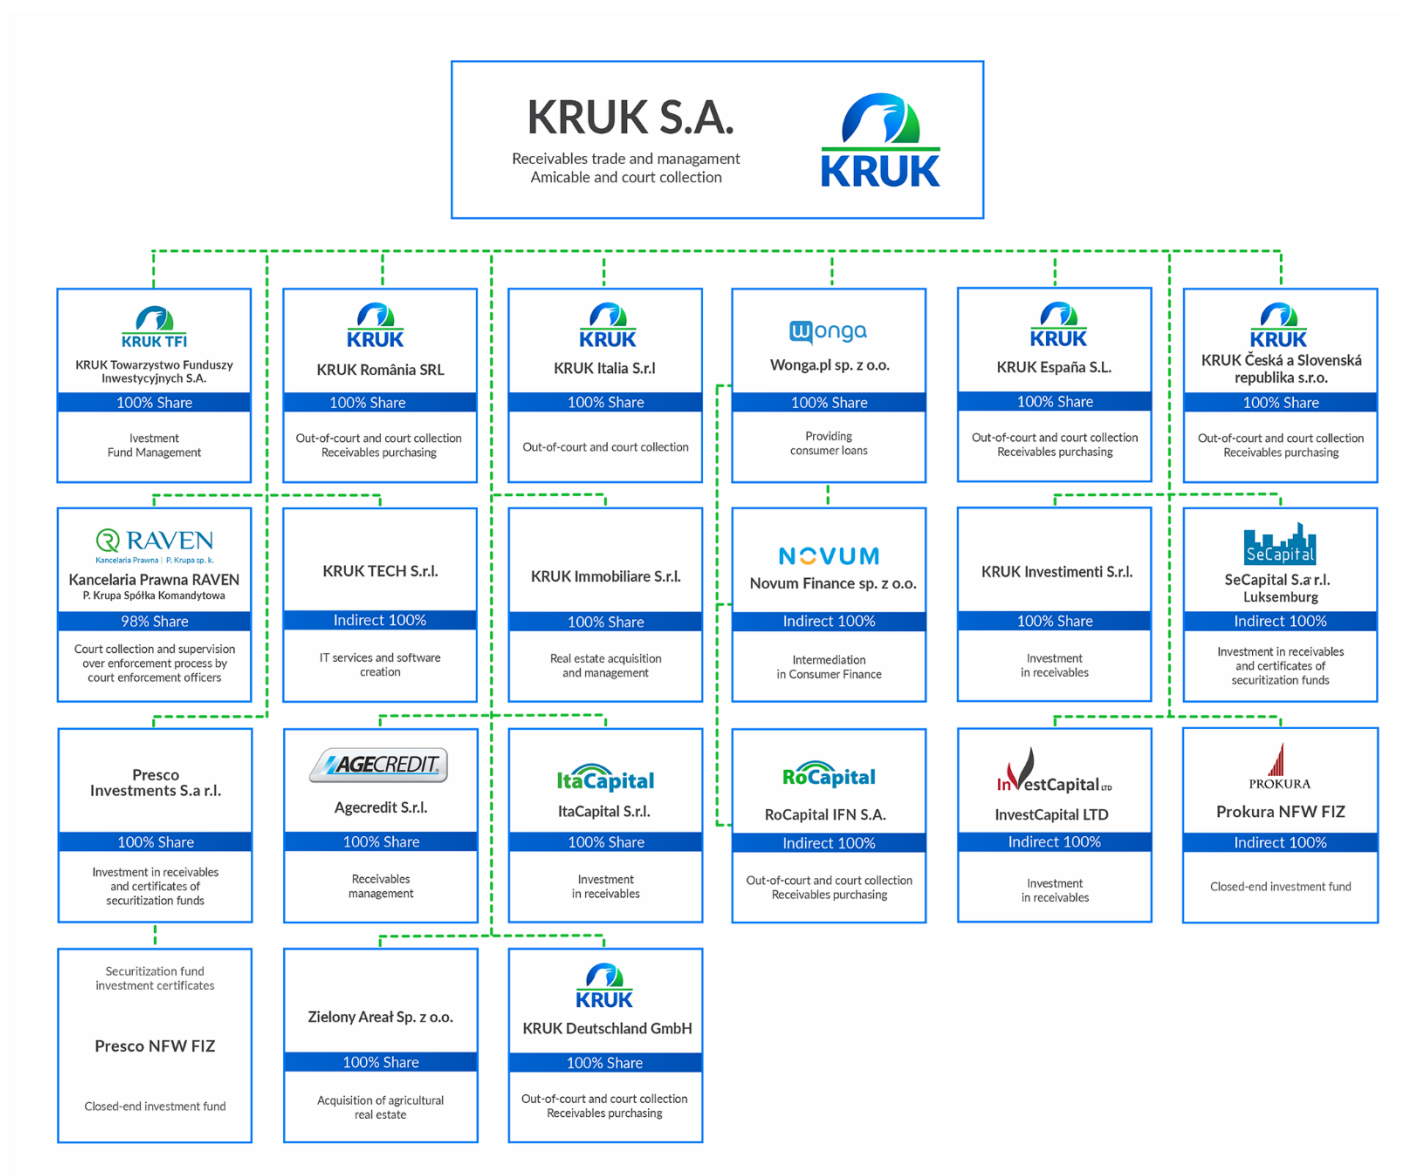 KRUK S.A.
Receivables trade and managament
Amicable and court collection
KRUK
KRUK TFI
KRUK Towarzystwo Funduszy
Inwestycyjnych S.A.
100% Share
Ivestment
Fund Management
KRUK
KRUK România SRL
100% Share
Out-of-court and court collection
Receivables purchasing
KRUK
KRUK Italia S.r.l
100% Share
Out-of-court and court collection
wonga
Wonga.pl sp. z o.o.
100% Share
Providing
consumer loans
KRUK
KRUK España S.L.
100% Share
Out-of-court and court collection
Receivables purchasing
KRUK
KRUK Česká a Slovenská
republika s.r.o.
100% Share
Out-of-court and court collection
Receivables purchasing
RAVEN
Kancelaria Prawna | P. Krupa sp. k.
Kancelaria Prawna RAVEN
P. Krupa Spółka Komandytowa
98% Share
Court collection and supervision
over enforcement process by
court enforcement officers
KRUK TECH S.r.l.
Indirect 100%
IT services and software
creation
KRUK Immobiliare S.r.l.
100% Share
Real estate acquisition
and management
NOVUM
Novum Finance sp. z o.o.
Indirect 100%
Intermediation
in Consumer Finance
KRUK Investimenti S.r.l.
100% Share
Investment
in receivables
SeCapital
SeCapital S.a r.l.
Luksemburg
Indirect 100%
Investment in receivables
and certificates of
securitization funds
Presco
Investments S.a r.l.
100% Share
Investment in receivables
and certificates of
securitization funds
AGECREDIT
Agecredit S.r.l.
100% Share
Receivables
management
ItaCapital
ItaCapital S.r.l.
100% Share
Investment
in receivables
RoCapital
RoCapital IFN S.A.
Indirect 100%
Out-of-court and court collection
Receivables purchasing
InVestCapital LTD
InvestCapital LTD
Indirect 100%
Investment
in receivables
PROKURA
Prokura NFW FIZ
Indirect 100%
Closed-end investment fund
Securitization fund
investment certificates
Presco NFW FIZ
Closed-end investment fund
Zielony Areał Sp. z o.o.
100% Share
Acquisition of agricultural
real estate
KRUK
KRUK Deutschland GmbH
100% Share
Out-of-court and court collection
Receivables purchasing